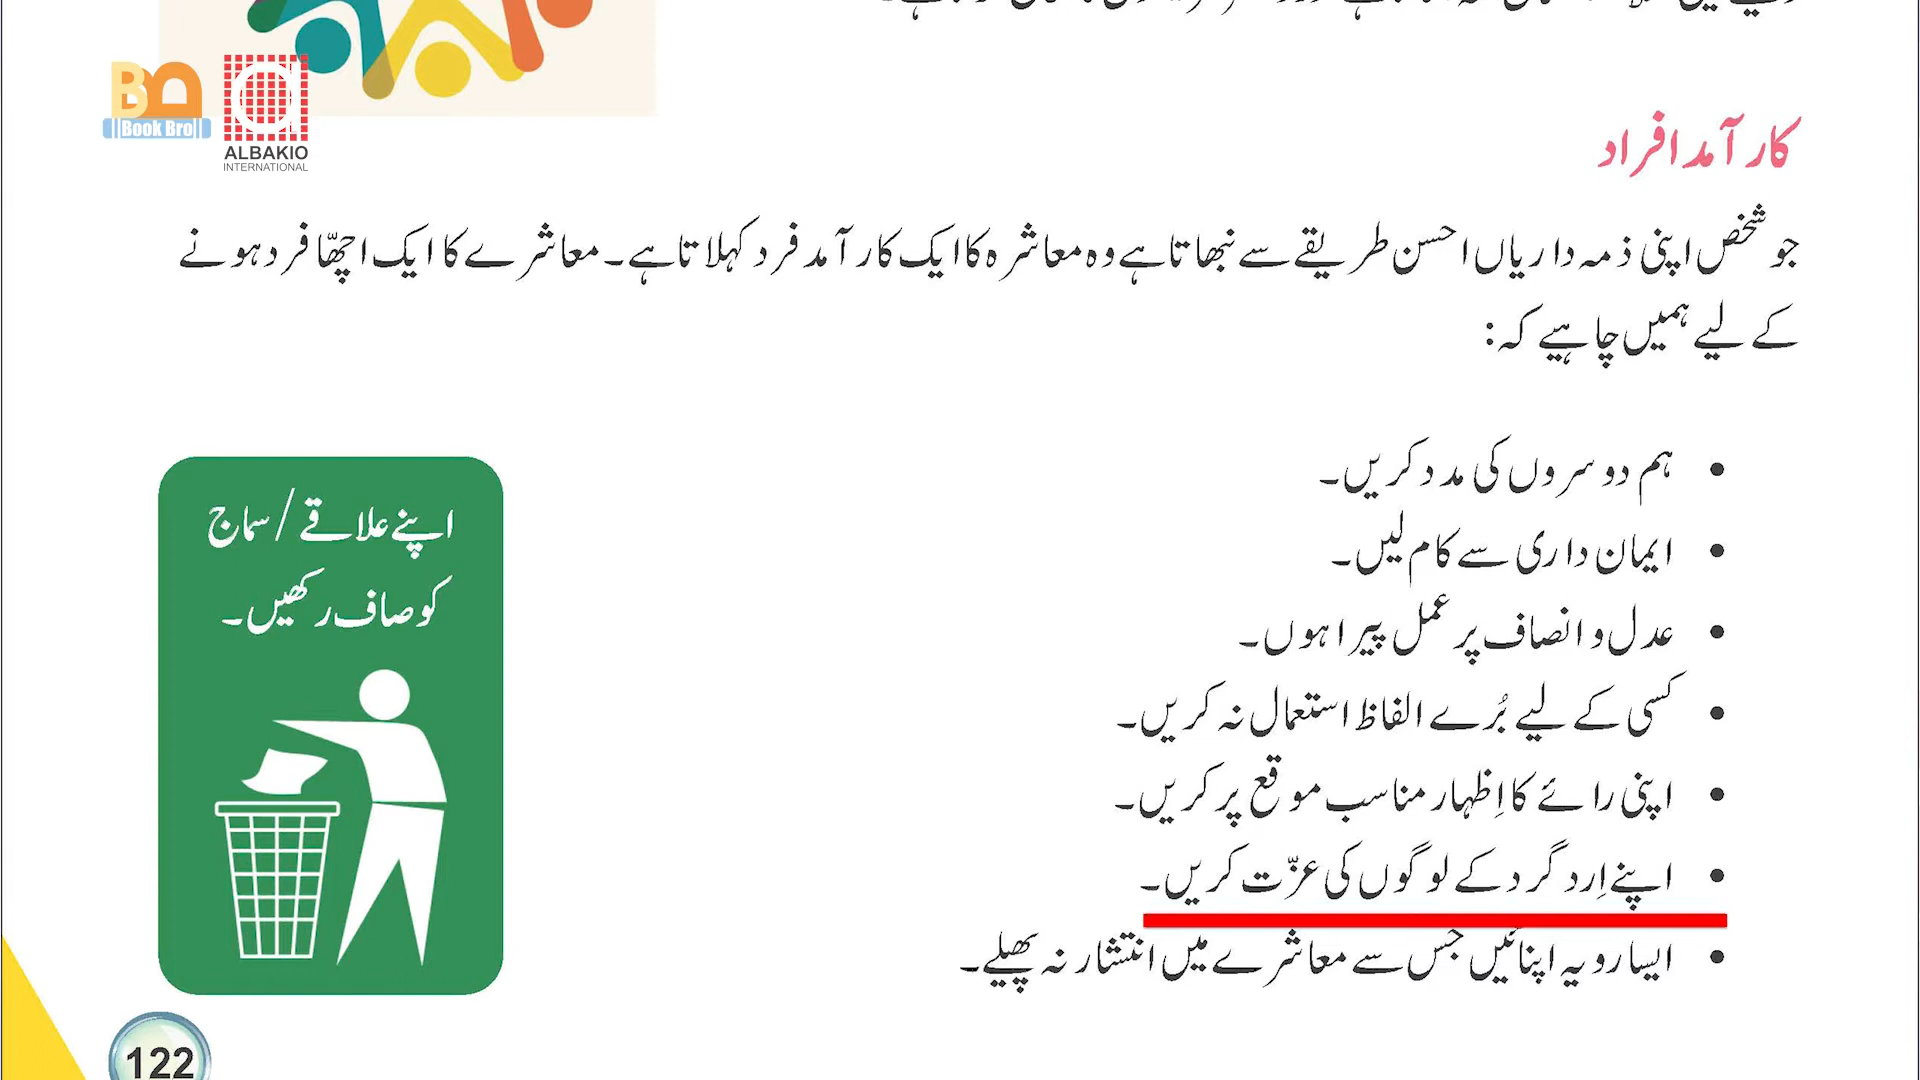 Book Bro
ALBAKIO
INTERNATIONAL
کار آمد افراد
جو شخص اپنی ذمہ داریاں احسن طریقے سے نبھاتا ہے وہ معاشرہ کا ایک کار آمد فرد کہلاتا ہے۔ معاشرے کا ایک اچھّا فرد ہونے
کے لیے ہمیں چاہیے کہ:
• ہم دوسروں کی مدد کریں۔
• ایمان داری سے کام لیں۔
• عدل و انصاف پر عمل پیرا ہوں۔
• کسی کے لیے بُرے الفاظ استعمال نہ کریں۔
• اپنی رائے کا اِظہار مناسب موقع پر کریں۔
• اپنے اِرد گرد کے لوگوں کی عزّت کریں۔
• ایسا رویہ اپنائیں جس سے معاشرے میں انتشار نہ پھیلے۔
اپنے علاقے / سماج
کو صاف رکھیں۔
122